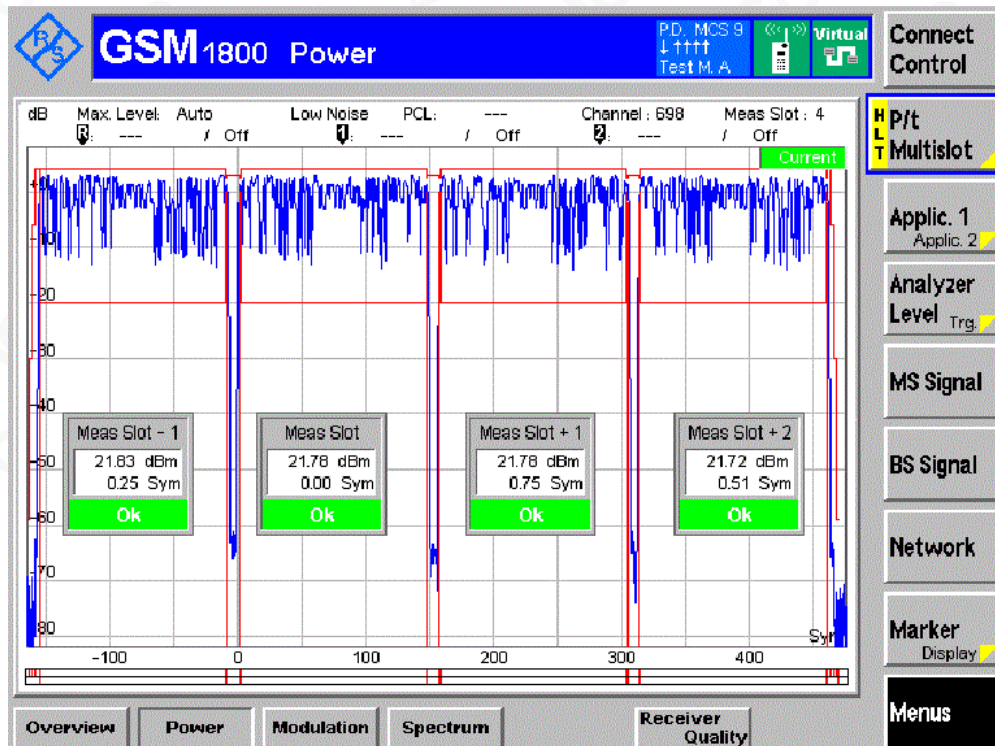 R S
GSM 1800 Power
P.D. MCS 9
↓ ↑↑↑↑
Test M. A.
Virtual
Connect
Control
dB Max. Level: Auto Low Noise PCL: --- Channel : 698 Meas Slot : 4
R: --- / Off 1: --- / Off 2: --- / Off
Current
HLT
P/t
Multislot
Applic. 1
Applic. 2
Analyzer
Level Trg.
MS Signal
BS Signal
Network
Marker
Display
Menus
-10
-20
-30
-40
-50
-60
-70
80
Meas Slot - 1
21.83 dBm
0.25 Sym
Ok
Meas Slot
21.78 dBm
0.00 Sym
Ok
Meas Slot + 1
21.78 dBm
0.75 Sym
Ok
Meas Slot + 2
21.72 dBm
0.51 Sym
Ok
-100 0 100 200 300 400
Overview
Power
Modulation
Spectrum
Receiver
Quality